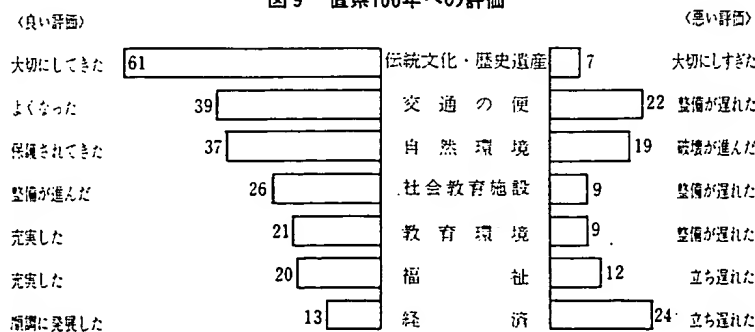 図9 置県100年への評価
〈良い評価〉 〈悪い評価〉
大切にしてきた 61 伝統文化・歴史遺産 7 大切にしすぎた
よくなった 39 交通の便 22 整備が遅れた
保護されてきた 37 自然環境 19 破壊が進んだ
整備が進んだ 26 社会教育施設 9 整備が遅れた
充実した 21 教育環境 9 整備が遅れた
充実した 20 福祉 12 立ち遅れた
順調に発展した 13 経済 24 立ち遅れた